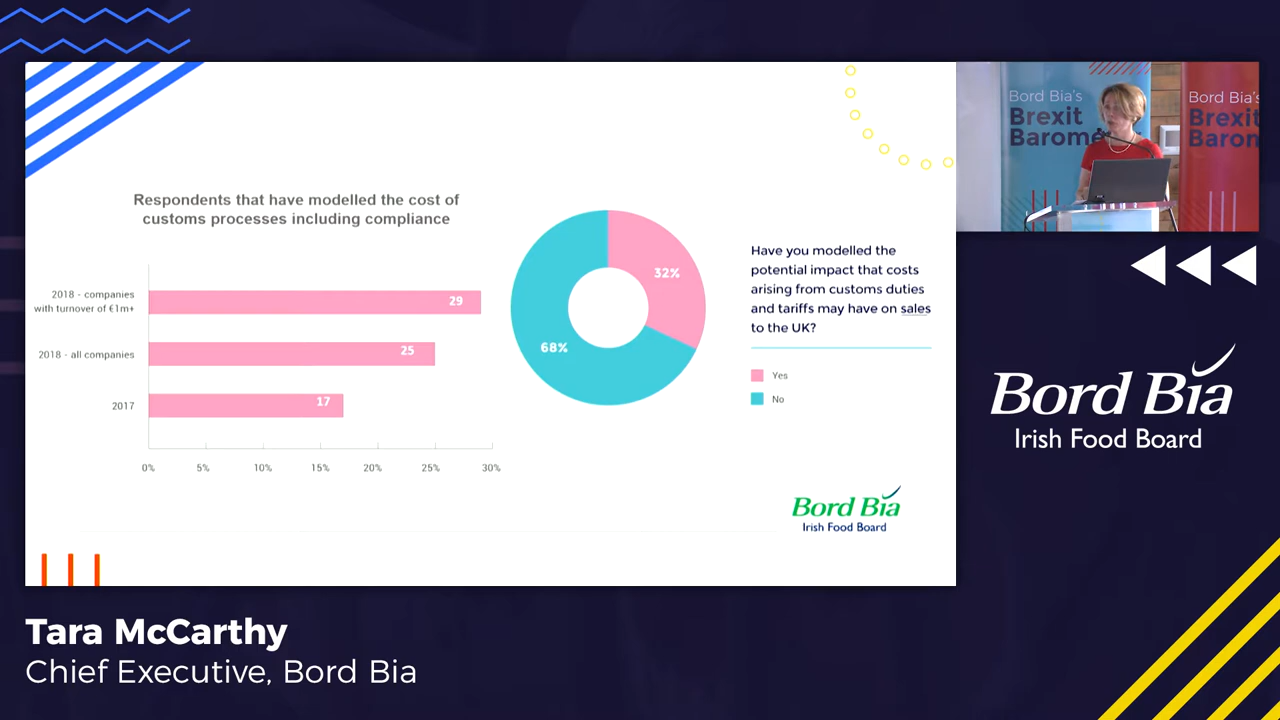 Respondents that have modelled the cost of
customs processes including compliance
2018 - companies
with turnover of €1m+
29
2018 - all companies
25
2017
17
0%
5%
10%
15%
20%
25%
30%
32%
68%
Have you modelled the
potential impact that costs
arising from customs duties
and tariffs may have on sales
to the UK?
Yes
No
Bord Bia
Irish Food Board
Bord Bia's
Brexit
Barome
Bord Bia's
Brexit
Baron
Bord Bia
Irish Food Board
Tara McCarthy
Chief Executive, Bord Bia